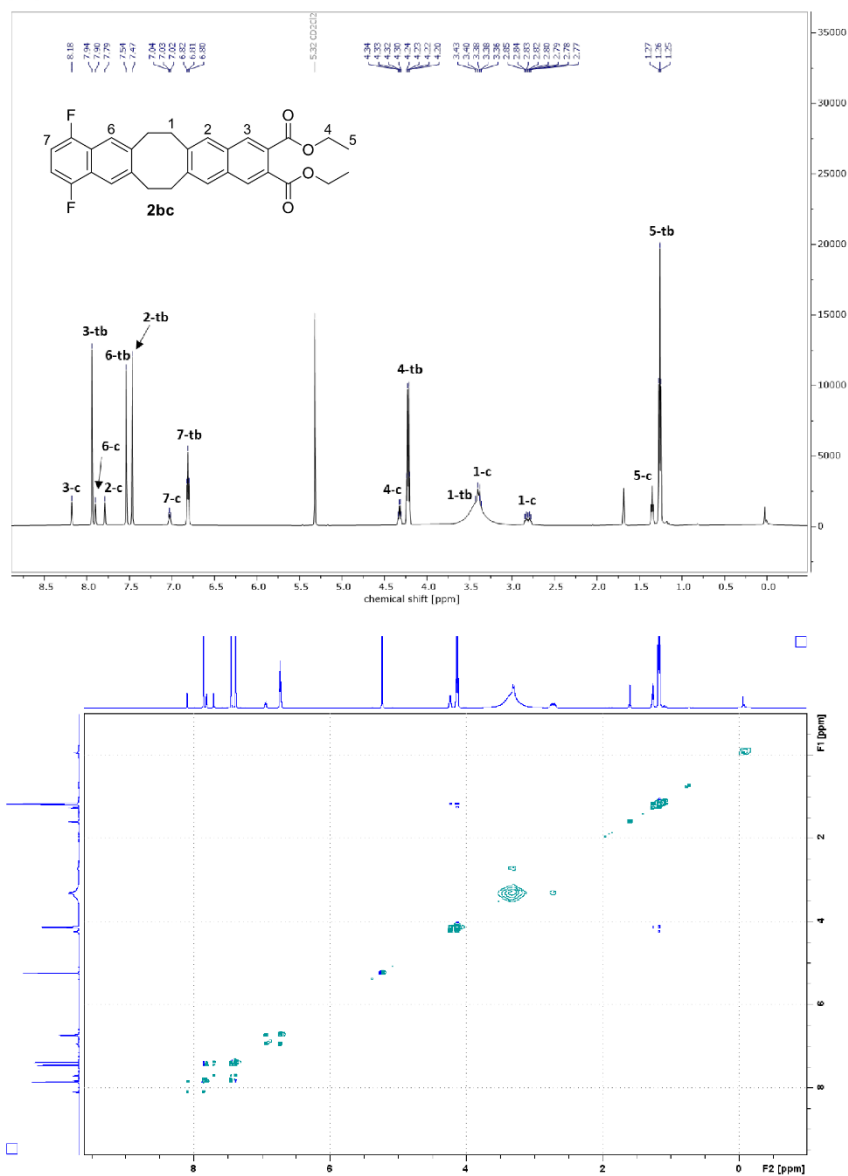 8.18
7.94
7.90
7.79
7.54
7.47
7.04
7.03
7.02
6.82
6.81
6.80
5.32 CD2Cl2
4.34
4.33
4.32
4.30
4.24
4.23
4.22
4.20
3.43
3.40
3.38
3.38
3.36
2.85
2.84
2.83
2.82
2.80
2.79
2.78
2.77
1.27
1.26
1.25
35000
30000
25000
20000
15000
10000
5000
0
F 6 1 2 3 O 4
7 O 5
O
F O
2bc
5-tb
3-tb
2-tb
6-tb
4-tb
6-c
7-tb
3-c
2-c
7-c
4-c
1-tb
1-c
1-c
5-c
8.5 8.0 7.5 7.0 6.5 6.0 5.5 5.0 4.5 4.0 3.5 3.0 2.5 2.0 1.5 1.0 0.5 0.0
chemical shift [ppm]
F1 [ppm]
2
4
6
8
8 6 4 2 0 F2 [ppm]